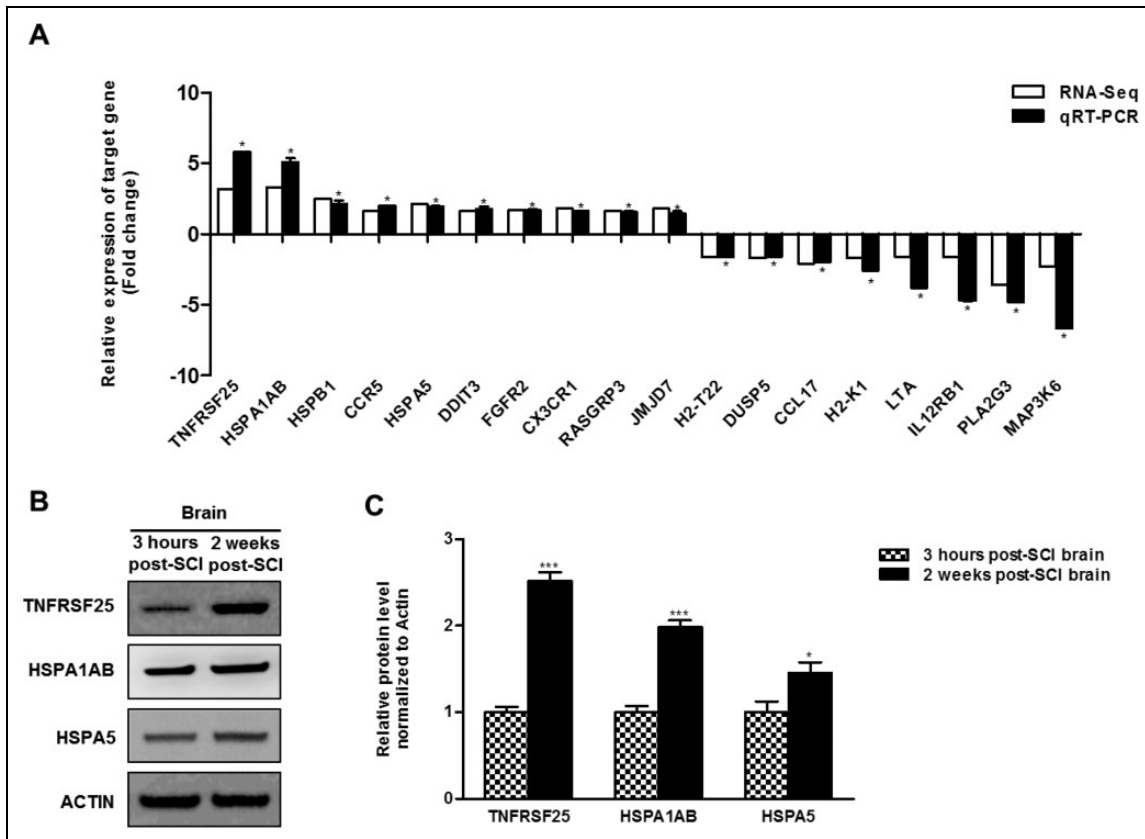 A
RNA-Seq
qRT-PCR
Relative expression of target gene
(Fold change)
10
5
0
-5
-10
* * * * * * * * * * * * * * * * * *
TNFRSF25
HSPA1AB
HSPB1
CCR5
HSPA5
DDIT3
FGFR2
CX3CR1
RASGRP3
JMJD7
H2-T22
DUSP5
CCL17
H2-K1
LTA
IL12RB1
PLA2G3
MAP3K6
B
Brain
3 hours 2 weeks
post-SCI post-SCI
TNFRSF25
HSPA1AB
HSPA5
ACTIN
C
3 hours post-SCI brain
2 weeks post-SCI brain
Relative protein level
normalized to Actin
3
2
1
0
*** *** *
TNFRSF25 HSPA1AB HSPA5